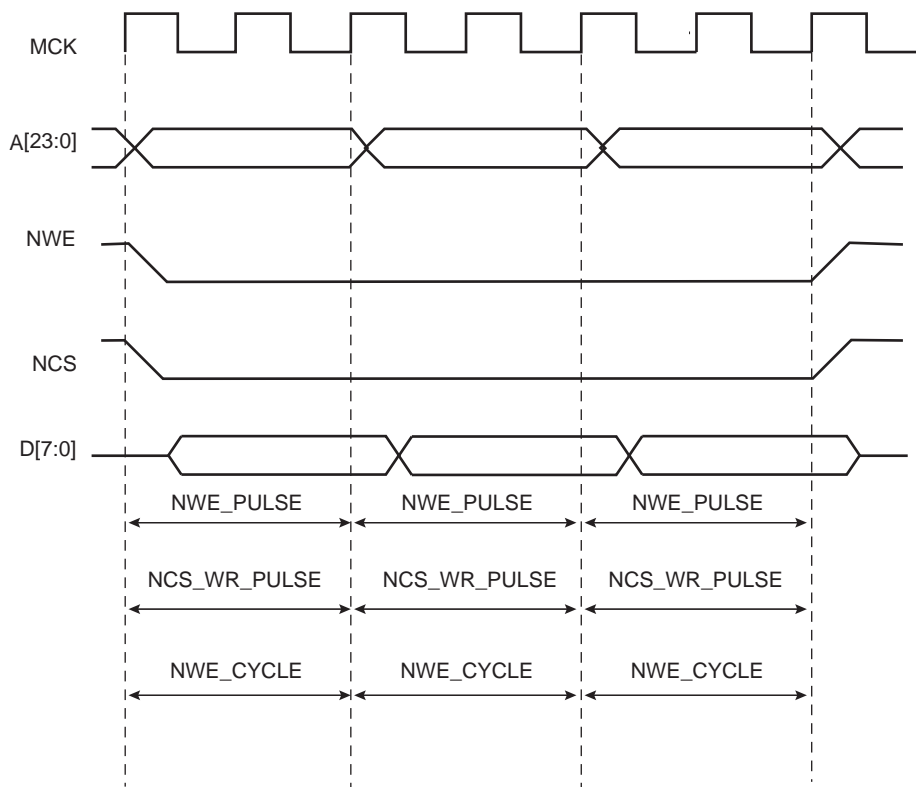 MCK
A[23:0]
NWE
NCS
D[7:0]
NWE_PULSE NWE_PULSE NWE_PULSE
NCS_WR_PULSE NCS_WR_PULSE NCS_WR_PULSE
NWE_CYCLE NWE_CYCLE NWE_CYCLE